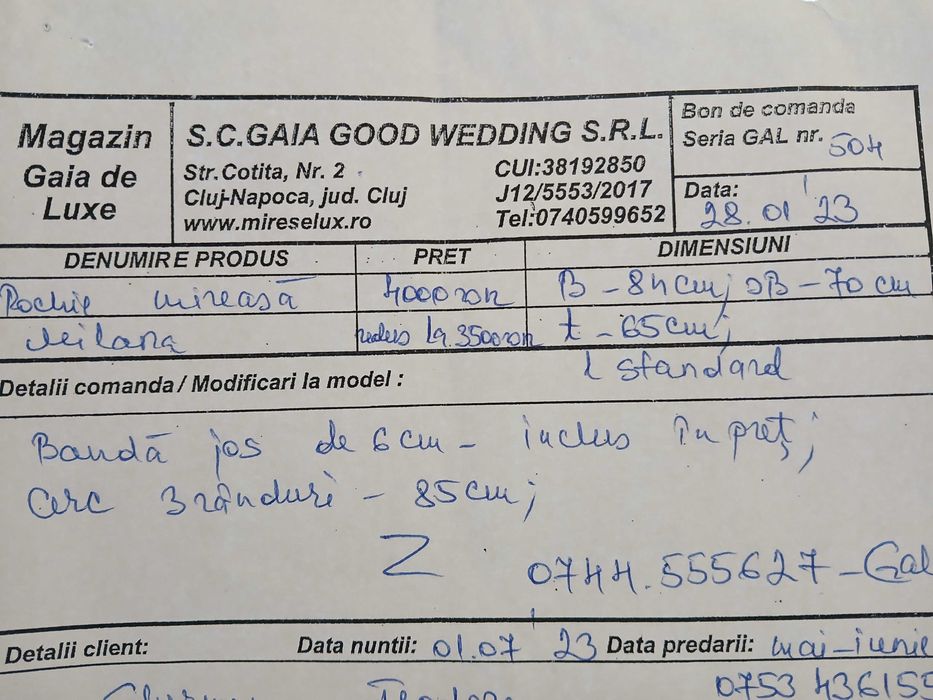 Magazin
Gaia de
Luxe
S.C.GAIA GOOD WEDDING S.R.L.
Str.Cotita, Nr. 2
Cluj-Napoca, jud. Cluj
www.mireselux.ro
CUI:38192850
J12/5553/2017
Tel:0740599652
Bon de comanda
Seria GAL nr. 504
Data:
28.01 23
DENUMIRE PRODUS PRET DIMENSIUNI
Rochie mireasă 4000 ron B - 84 cm; sB - 70 cm
Milana redus la 3500 ron t - 65 cm;
l standard
Detalii comanda / Modificari la model :
Bandă jos de 6 cm - inclus în preț;
Cerc 3 rânduri - 85 cm;
Z
0744.555627 - Gal
Detalii client: Data nuntii: 01.07 23 Data predarii: mai-iunie
0753 436155